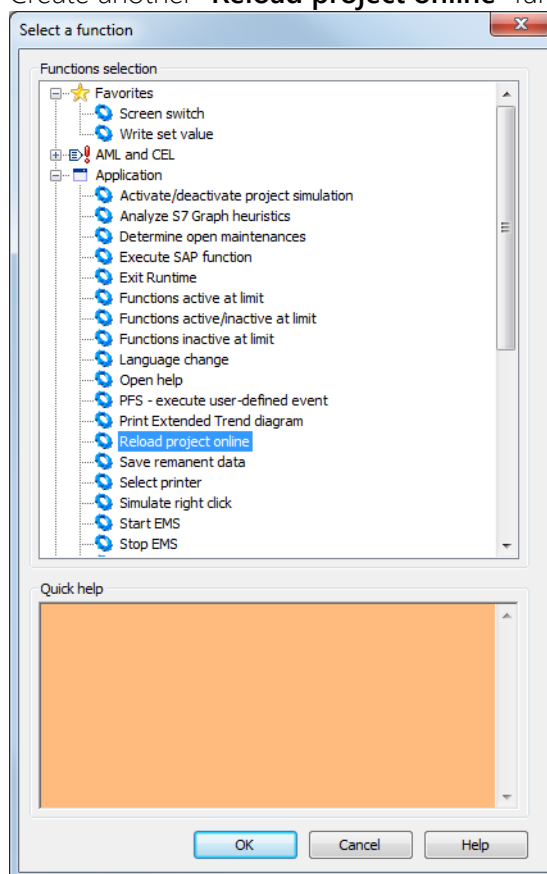 Create another "Reload project online" fun
Select a function
Functions selection
Favorites
Screen switch
Write set value
AML and CEL
Application
Activate/deactivate project simulation
Analyze S7 Graph heuristics
Determine open maintenances
Execute SAP function
Exit Runtime
Functions active at limit
Functions active/inactive at limit
Functions inactive at limit
Language change
Open help
PFS - execute user-defined event
Print Extended Trend diagram
Reload project online
Save remanent data
Select printer
Simulate right click
Start EMS
Stop EMS
Quick help
OK Cancel Help